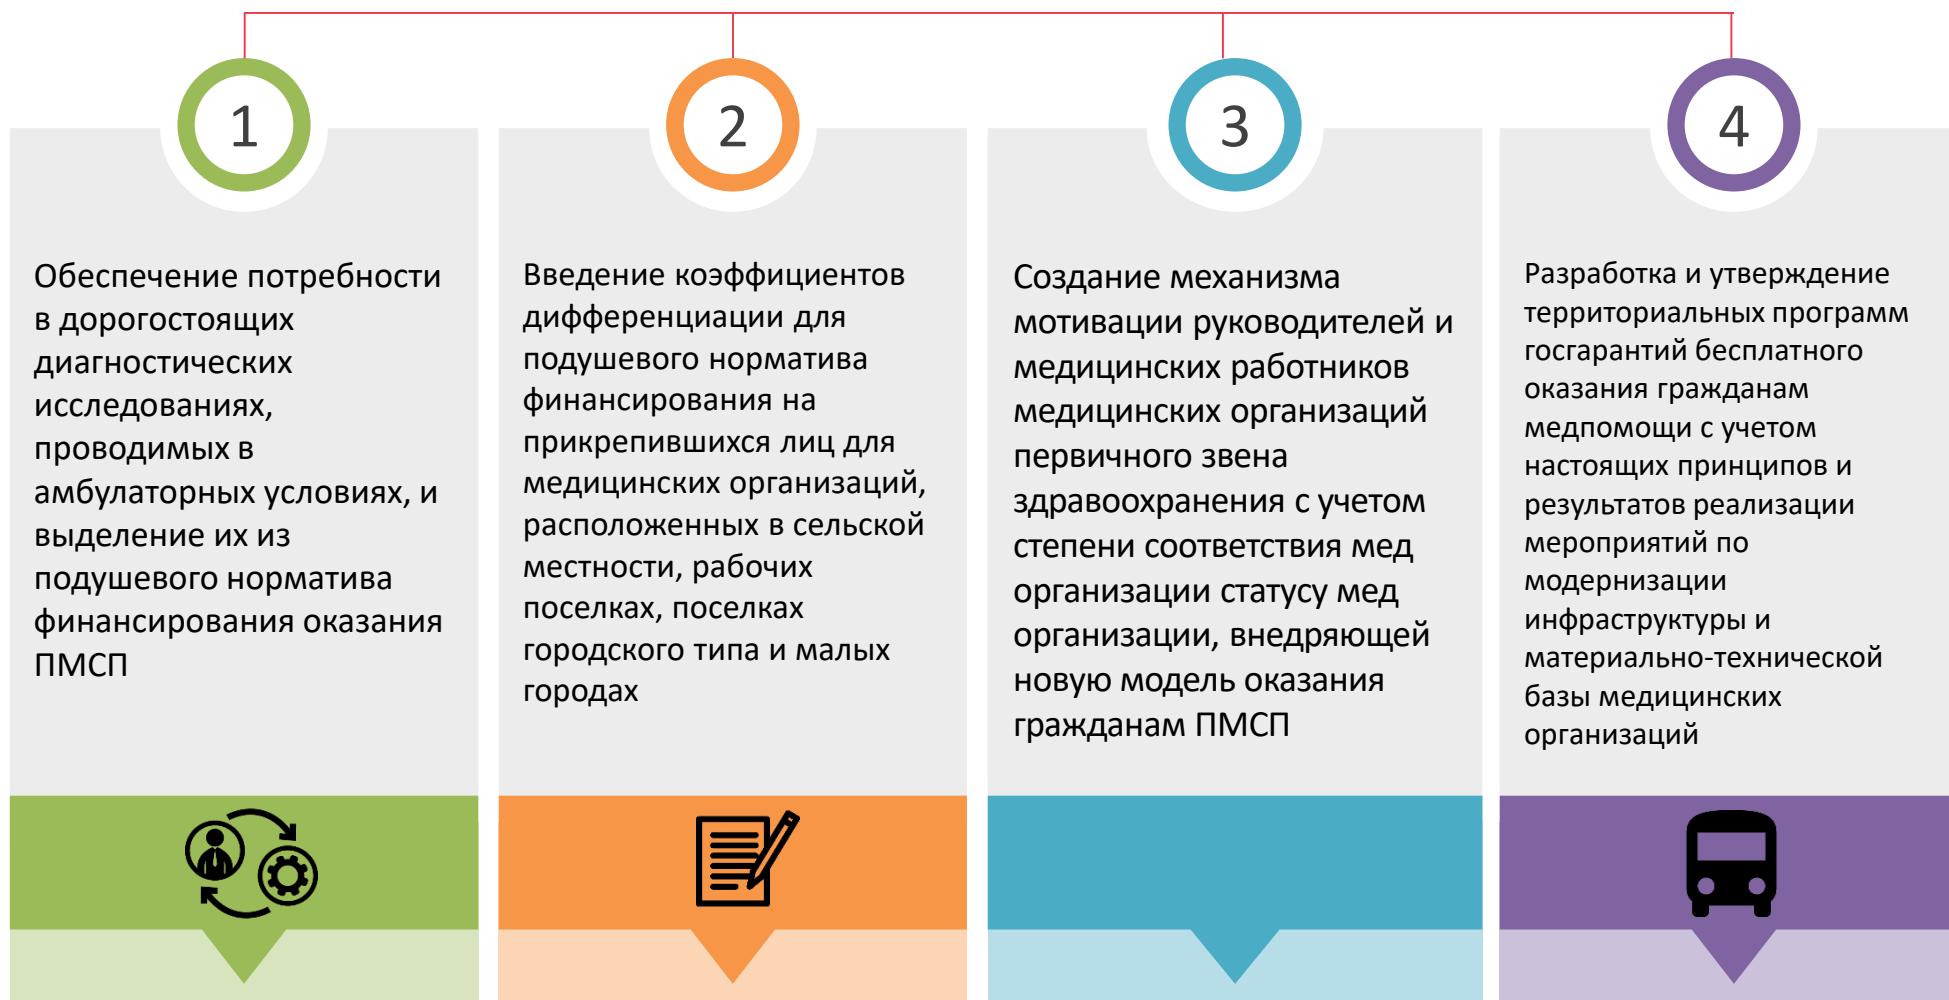 1
Обеспечение потребности
в дорогостоящих
диагностических
исследованиях,
проводимых в
амбулаторных условиях, и
выделение их из
подушевого норматива
финансирования оказания
ПМСП
2
Введение коэффициентов
дифференциации для
подушевого норматива
финансирования на
прикрепившихся лиц для
медицинских организаций,
расположенных в сельской
местности, рабочих
поселках, поселках
городского типа и малых
городах
3
Создание механизма
мотивации руководителей и
медицинских работников
медицинских организаций
первичного звена
здравоохранения с учетом
степени соответствия мед
организации статусу мед
организации, внедряющей
новую модель оказания
гражданам ПМСП
4
Разработка и утверждение
территориальных программ
госгарантий бесплатного
оказания гражданам
медпомощи с учетом
настоящих принципов и
результатов реализации
мероприятий по
модернизации
инфраструктуры и
материально-технической
базы медицинских
организаций